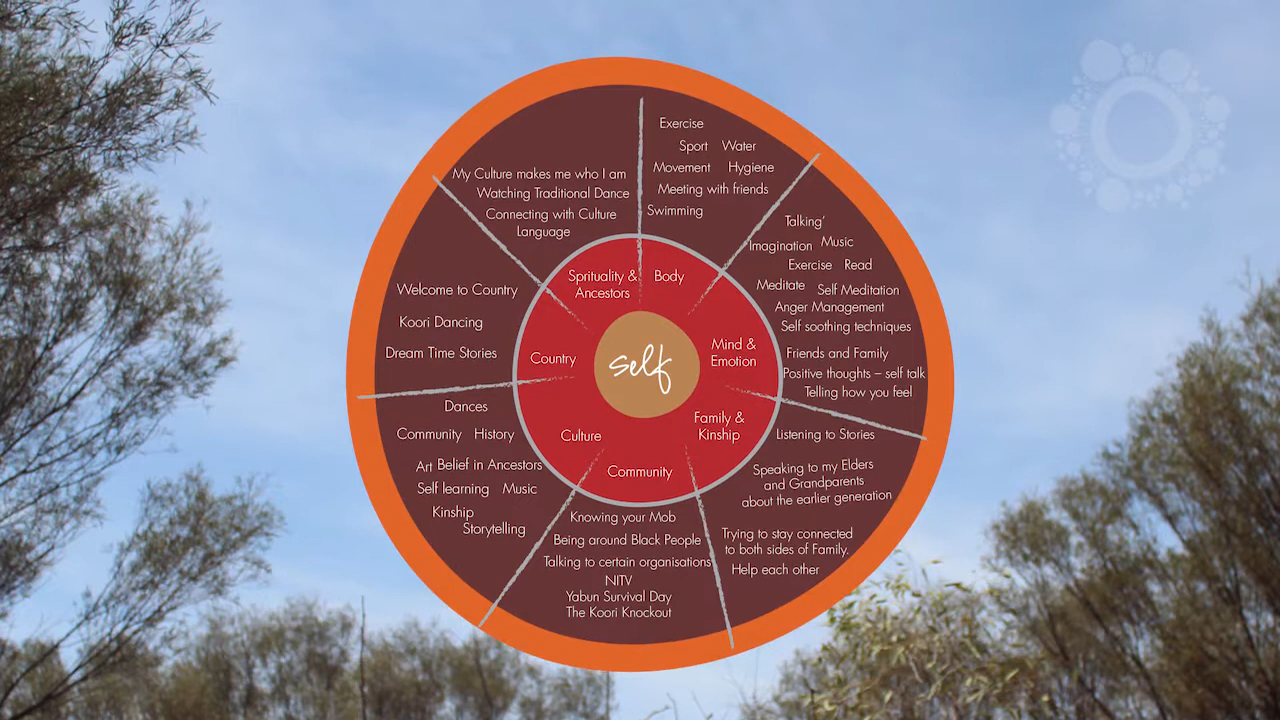 self
Body
Exercise
Sport Water
Movement Hygiene
Meeting with friends
Swimming
Mind &
Emotion
Talking'
Imagination Music
Exercise Read
Meditate Self Meditation
Anger Management
Self soothing techniques
Friends and Family
Positive thoughts – self talk
Telling how you feel
Family &
Kinship
Listening to Stories
Speaking to my Elders
and Grandparents
about the earlier generation
Trying to stay connected
to both sides of Family.
Help each other
Community
Knowing your Mob
Being around Black People
Talking to certain organisations
NITV
Yabun Survival Day
The Koori Knockout
Culture
Dances
Community History
Art Belief in Ancestors
Self learning Music
Kinship
Storytelling
Country
Welcome to Country
Koori Dancing
Dream Time Stories
Sprituality &
Ancestors
My Culture makes me who I am
Watching Traditional Dance
Connecting with Culture
Language